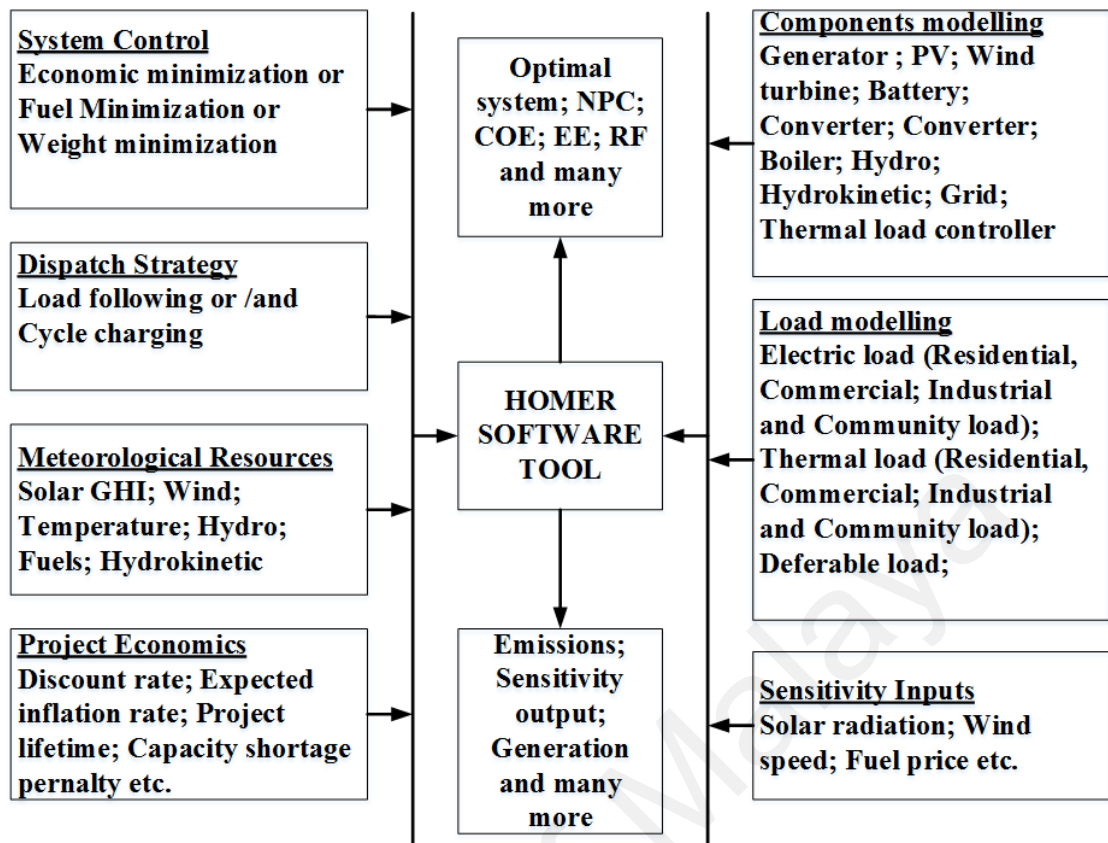 System Control
Economic minimization or
Fuel Minimization or
Weight minimization
Dispatch Strategy
Load following or /and
Cycle charging
Meteorological Resources
Solar GHI; Wind;
Temperature; Hydro;
Fuels; Hydrokinetic
Project Economics
Discount rate; Expected
inflation rate; Project
lifetime; Capacity shortage
pernalty etc.
Optimal
system; NPC;
COE; EE; RF
and many
more
HOMER
SOFTWARE
TOOL
Emissions;
Sensitivity
output;
Generation
and many
more
Components modelling
Generator ; PV; Wind
turbine; Battery;
Converter; Converter;
Boiler; Hydro;
Hydrokinetic; Grid;
Thermal load controller
Load modelling
Electric load (Residential,
Commercial; Industrial
and Community load);
Thermal load (Residential,
Commercial; Industrial
and Community load);
Deferable load;
Sensitivity Inputs
Solar radiation; Wind
speed; Fuel price etc.
Malaya